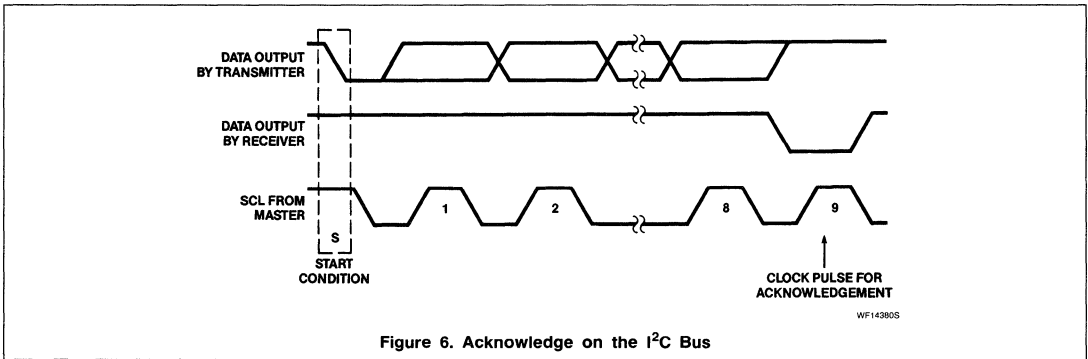 DATA OUTPUT
BY TRANSMITTER
DATA OUTPUT
BY RECEIVER
SCL FROM
MASTER
1
2
8
9
S
START
CONDITION
CLOCK PULSE FOR
ACKNOWLEDGEMENT
WF14380S
Figure 6. Acknowledge on the I²C Bus